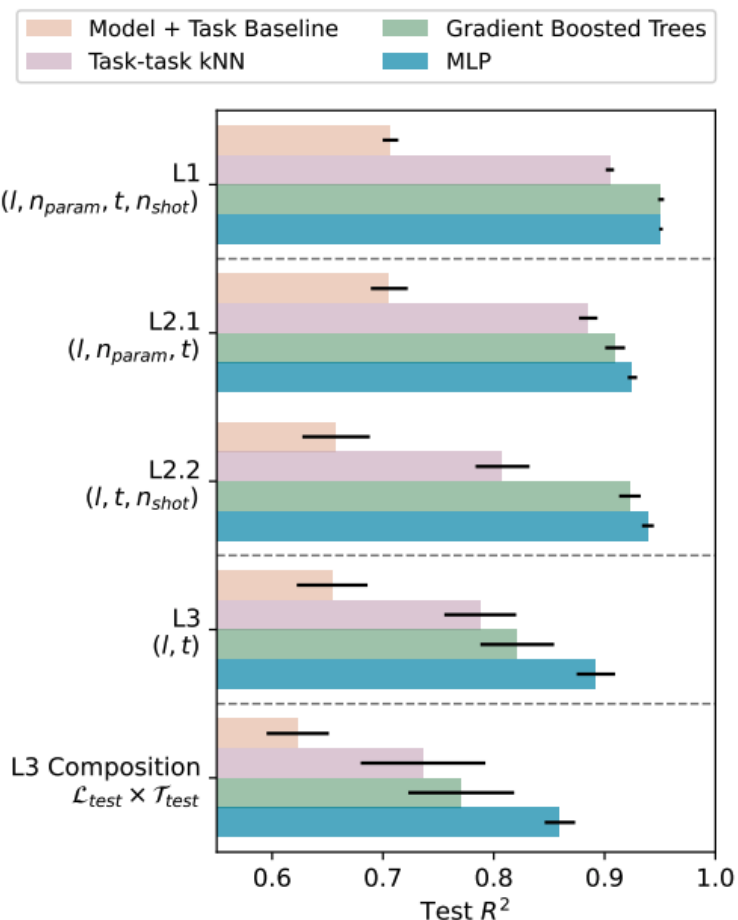 Model + Task Baseline
Task-task kNN
Gradient Boosted Trees
MLP
L1
(l, n_param, t, n_shot)
L2.1
(l, n_param, t)
L2.2
(l, t, n_shot)
L3
(l, t)
L3 Composition
ℒ_test × 𝒯_test
0.6 0.7 0.8 0.9 1.0
Test R²